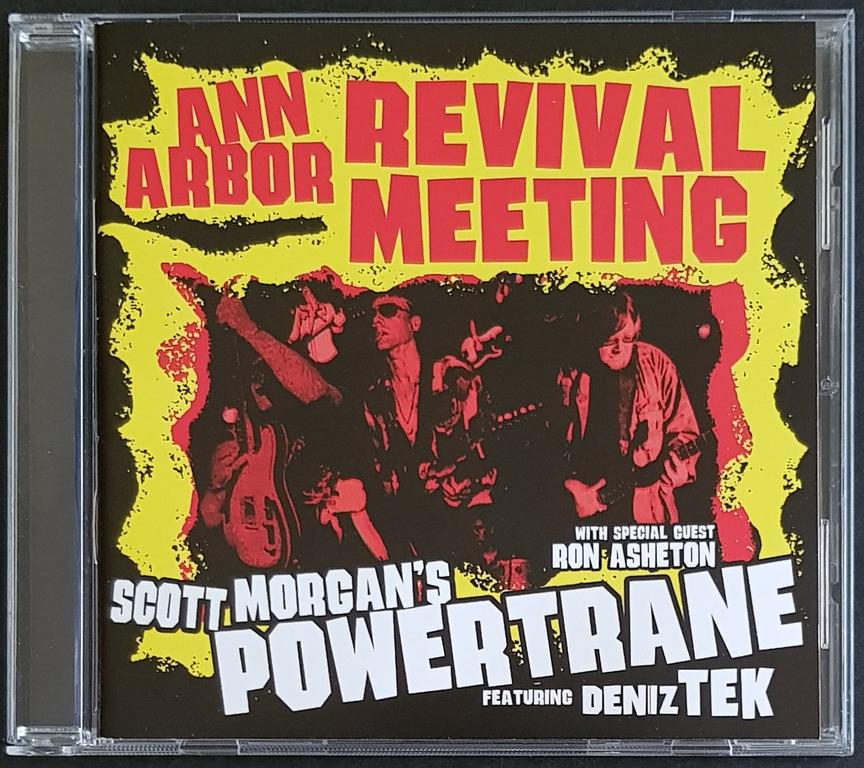 ANN
ARBOR
REVIVAL
MEETING
WITH SPECIAL GUEST
RON ASHETON
SCOTT MORGAN'S
POWERTRANE
FEATURING DENIZ TEK